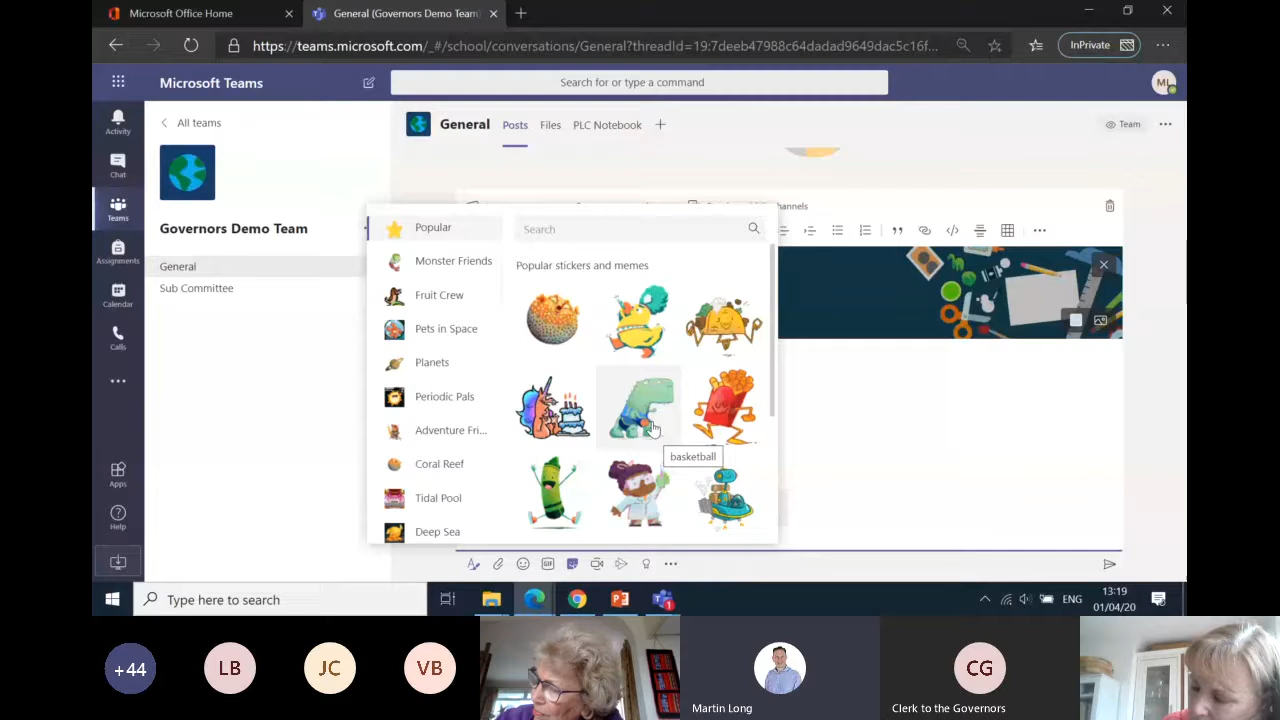 Microsoft Office Home
General (Governors Demo Team)
https://teams.microsoft.com/_#/school/conversations/General?threadId=19:7deeb47988c64dadad9649dac5c16f...
InPrivate
Microsoft Teams
Search for or type a command
ML
Activity
Chat
Teams
Assignments
Calendar
Calls
Apps
Help
All teams
Governors Demo Team
General
Sub Committee
General
Posts
Files
PLC Notebook
Team
hannels
Popular
Monster Friends
Fruit Crew
Pets in Space
Planets
Periodic Pals
Adventure Fri...
Coral Reef
Tidal Pool
Deep Sea
Search
Popular stickers and memes
basketball
GIF
Type here to search
1
ENG
13:19
01/04/20
+44
LB
JC
VB
Martin Long
CG
Clerk to the Governors